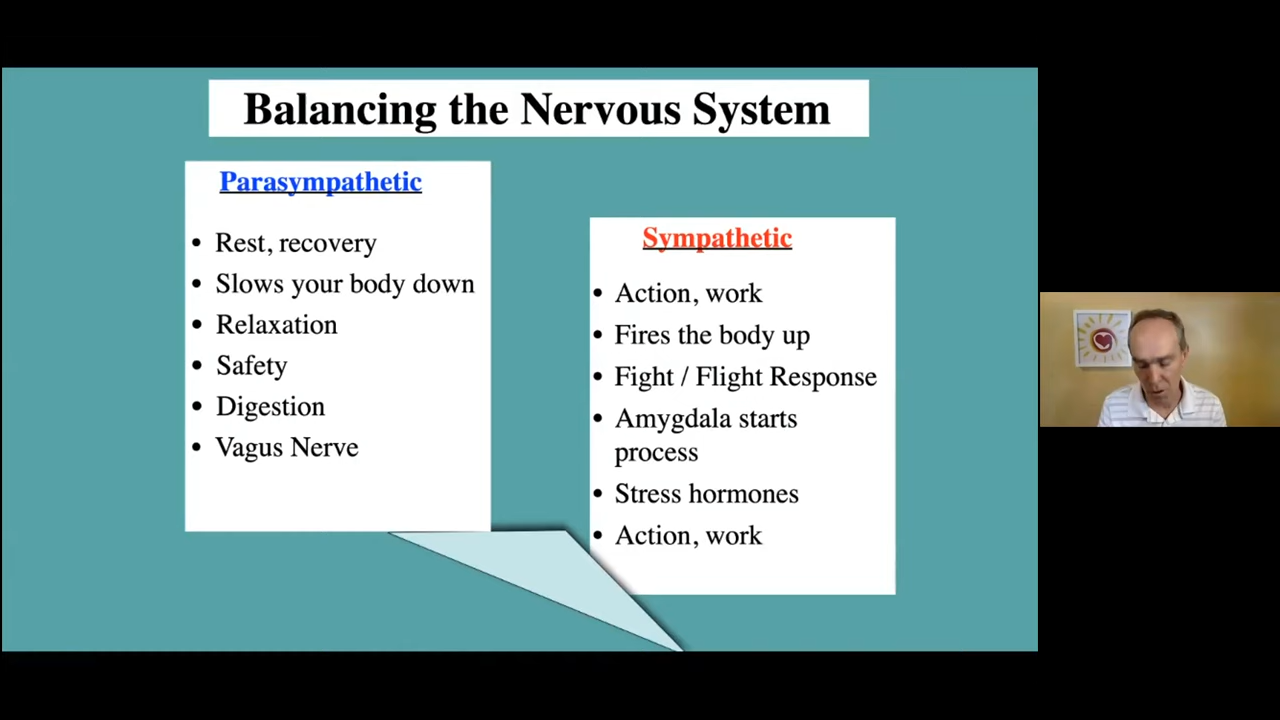 Balancing the Nervous System
Parasympathetic
• Rest, recovery
• Slows your body down
• Relaxation
• Safety
• Digestion
• Vagus Nerve
Sympathetic
• Action, work
• Fires the body up
• Fight / Flight Response
• Amygdala starts
process
• Stress hormones
• Action, work